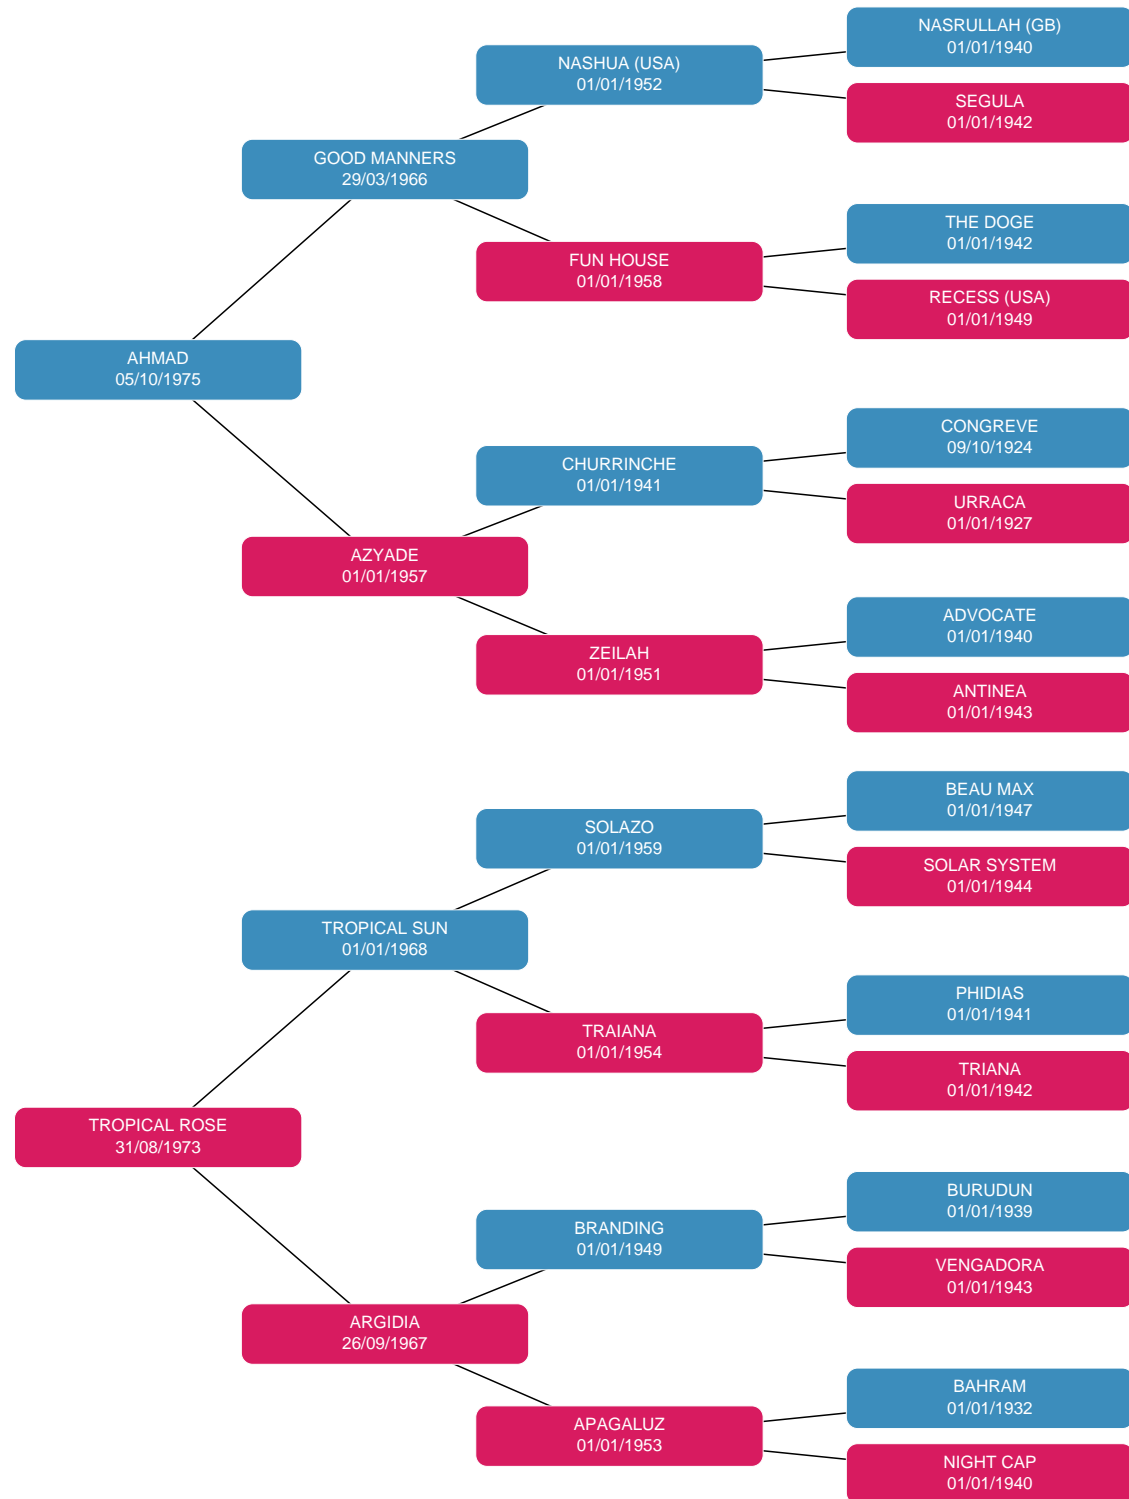 NASRULLAH (GB)
01/01/1940
NASHUA (USA)
01/01/1952
SEGULA
01/01/1942
GOOD MANNERS
29/03/1966
THE DOGE
01/01/1942
FUN HOUSE
01/01/1958
RECESS (USA)
01/01/1949
AHMAD
05/10/1975
CONGREVE
09/10/1924
CHURRINCHE
01/01/1941
URRACA
01/01/1927
AZYADE
01/01/1957
ADVOCATE
01/01/1940
ZEILAH
01/01/1951
ANTINEA
01/01/1943
BEAU MAX
01/01/1947
SOLAZO
01/01/1959
SOLAR SYSTEM
01/01/1944
TROPICAL SUN
01/01/1968
PHIDIAS
01/01/1941
TRAIANA
01/01/1954
TRIANA
01/01/1942
TROPICAL ROSE
31/08/1973
BURUDUN
01/01/1939
BRANDING
01/01/1949
VENGADORA
01/01/1943
ARGIDIA
26/09/1967
BAHRAM
01/01/1932
APAGALUZ
01/01/1953
NIGHT CAP
01/01/1940